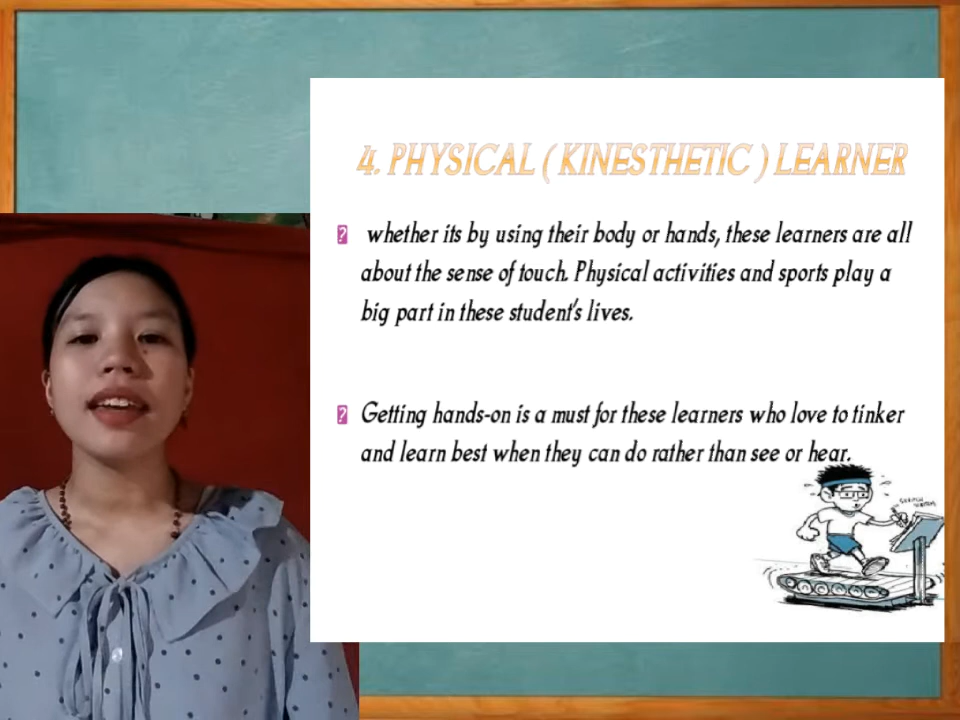 4. PHYSICAL ( KINESTHETIC ) LEARNER
whether its by using their body or hands, these learners are all
about the sense of touch. Physical activities and sports play a
big part in these student's lives.
Getting hands-on is a must for these learners who love to tinker
and learn best when they can do rather than see or hear.